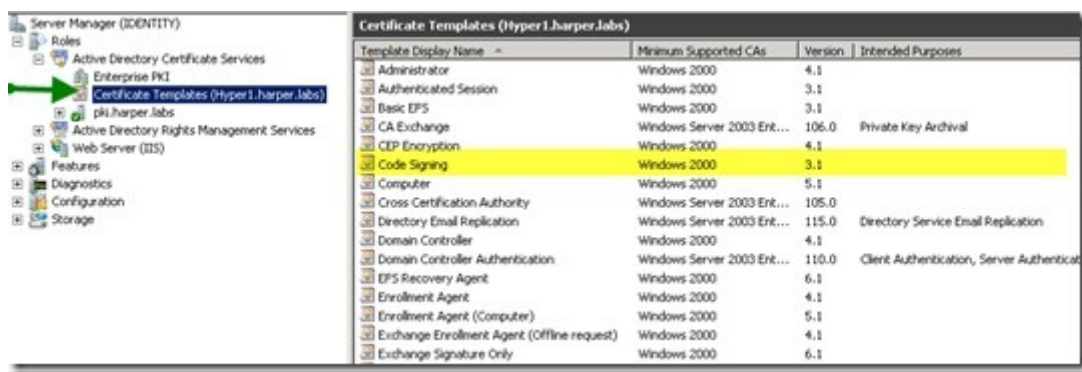 Server Manager (IDENTITY)
Roles
Active Directory Certificate Services
Enterprise PKI
Certificate Templates (Hyper1.harper.labs)
pki.harper.labs
Active Directory Rights Management Services
Web Server (IIS)
Features
Diagnostics
Configuration
Storage
Certificate Templates (Hyper1.harper.labs)
Template Display Name Minimum Supported CAs Version Intended Purposes
Administrator Windows 2000 4.1
Authenticated Session Windows 2000 3.1
Basic EFS Windows 2000 3.1
CA Exchange Windows Server 2003 Ent... 106.0 Private Key Archival
CEP Encryption Windows 2000 4.1
Code Signing Windows 2000 3.1
Computer Windows 2000 5.1
Cross Certification Authority Windows Server 2003 Ent... 105.0
Directory Email Replication Windows Server 2003 Ent... 115.0 Directory Service Email Replication
Domain Controller Windows 2000 4.1
Domain Controller Authentication Windows Server 2003 Ent... 110.0 Client Authentication, Server Authenticat
EFS Recovery Agent Windows 2000 6.1
Enrollment Agent Windows 2000 4.1
Enrollment Agent (Computer) Windows 2000 5.1
Exchange Enrollment Agent (Offline request) Windows 2000 4.1
Exchange Signature Only Windows 2000 6.1